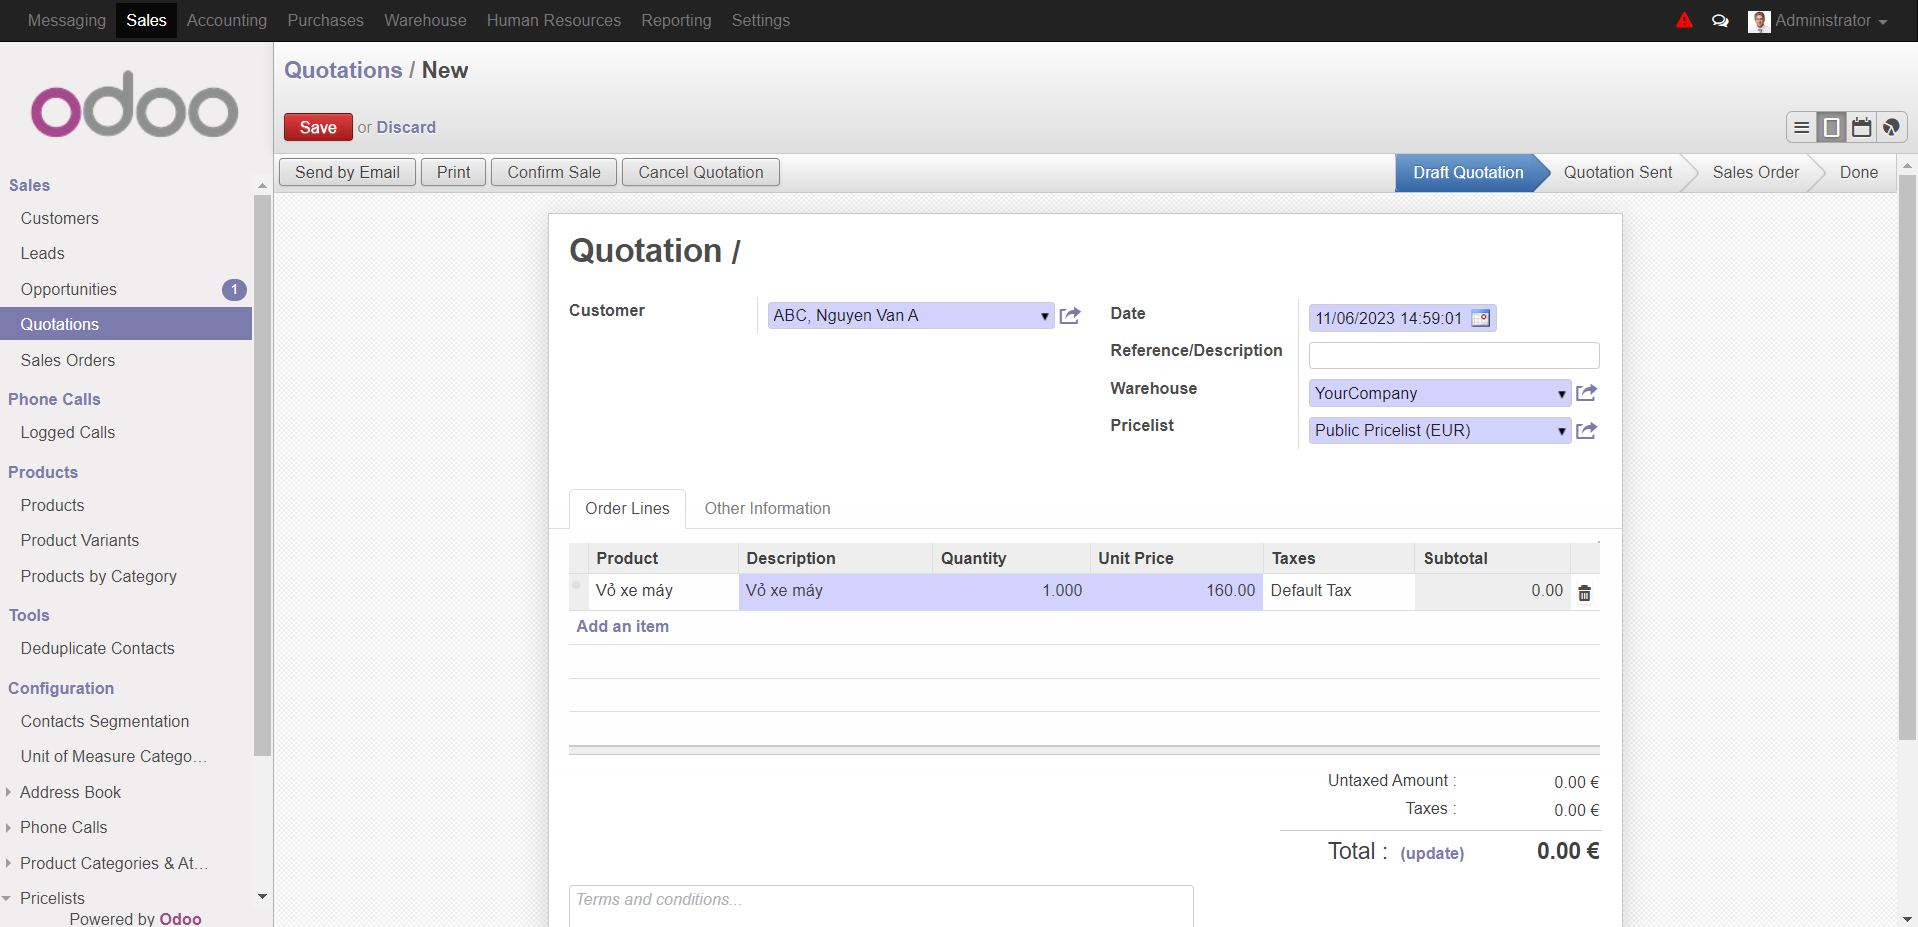 Messaging Sales Accounting Purchases Warehouse Human Resources Reporting Settings Administrator
odoo
Quotations / New
Save or Discard
Send by Email Print Confirm Sale Cancel Quotation Draft Quotation Quotation Sent Sales Order Done
Sales
Customers
Leads
Opportunities 1
Quotations
Sales Orders
Phone Calls
Logged Calls
Products
Products
Product Variants
Products by Category
Tools
Deduplicate Contacts
Configuration
Contacts Segmentation
Unit of Measure Catego...
Address Book
Phone Calls
Product Categories & At...
Pricelists
Powered by Odoo
Quotation /
Customer ABC, Nguyen Van A
Date 11/06/2023 14:59:01
Reference/Description
Warehouse YourCompany
Pricelist Public Pricelist (EUR)
Order Lines Other Information
Product Description Quantity Unit Price Taxes Subtotal
Vỏ xe máy Vỏ xe máy 1.000 160.00 Default Tax 0.00
Add an item
Untaxed Amount : 0.00 €
Taxes : 0.00 €
Total : (update) 0.00 €
Terms and conditions...